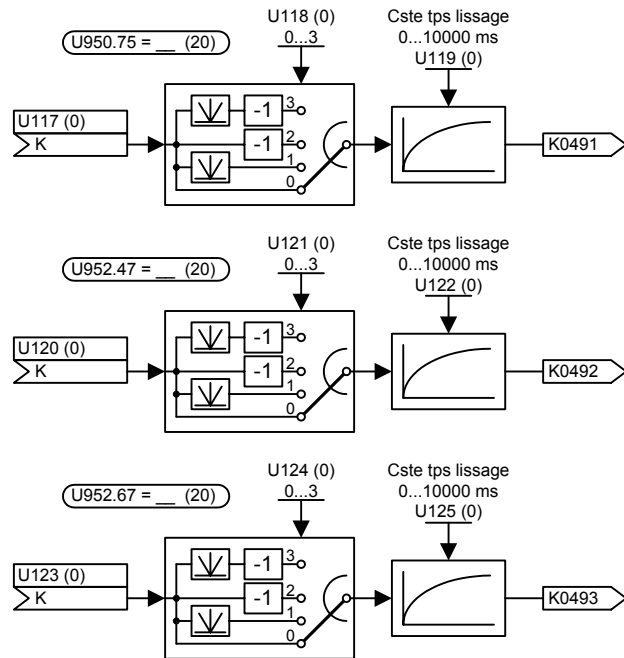 U118 (0)
0...3
Cste tps lissage
0...10000 ms
U119 (0)
U950.75 = __ (20)
U117 (0)
K
-1
3
-1
2
1
0
K0491
U121 (0)
0...3
Cste tps lissage
0...10000 ms
U122 (0)
U952.47 = __ (20)
U120 (0)
K
-1
3
-1
2
1
0
K0492
U124 (0)
0...3
Cste tps lissage
0...10000 ms
U125 (0)
U952.67 = __ (20)
U123 (0)
K
-1
3
-1
2
1
0
K0493